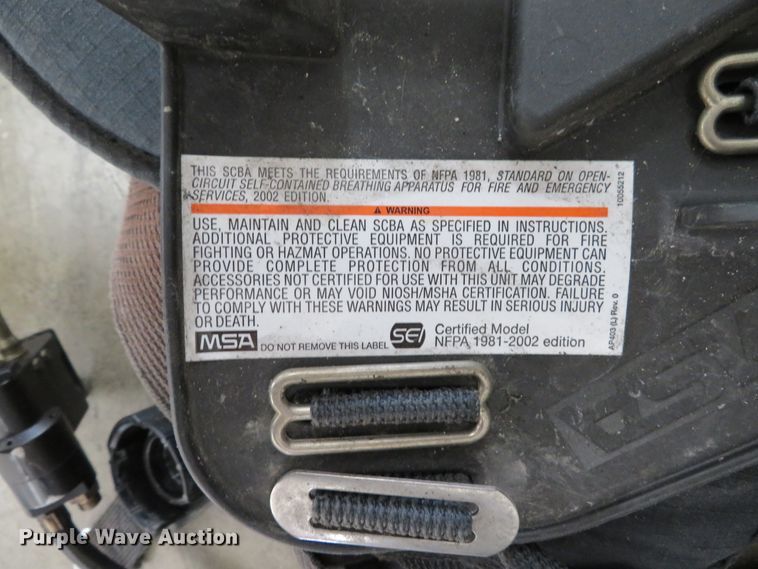 THIS SCBA MEETS THE REQUIREMENTS OF NFPA 1981, STANDARD ON OPEN-
CIRCUIT SELF-CONTAINED BREATHING APPARATUS FOR FIRE AND EMERGENCY
SERVICES, 2002 EDITION.
10055212
WARNING
USE, MAINTAIN AND CLEAN SCBA AS SPECIFIED IN INSTRUCTIONS.
ADDITIONAL PROTECTIVE EQUIPMENT IS REQUIRED FOR FIRE
FIGHTING OR HAZMAT OPERATIONS. NO PROTECTIVE EQUIPMENT CAN
PROVIDE COMPLETE PROTECTION FROM ALL CONDITIONS.
ACCESSORIES NOT CERTIFIED FOR USE WITH THIS UNIT MAY DEGRADE
PERFORMANCE OR MAY VOID NIOSH/MSHA CERTIFICATION. FAILURE
TO COMPLY WITH THESE WARNINGS MAY RESULT IN SERIOUS INJURY
OR DEATH.
MSA DO NOT REMOVE THIS LABEL SEI Certified Model
NFPA 1981-2002 edition
AP403 (L) Rev. 0
MSA
Purple Wave Auction